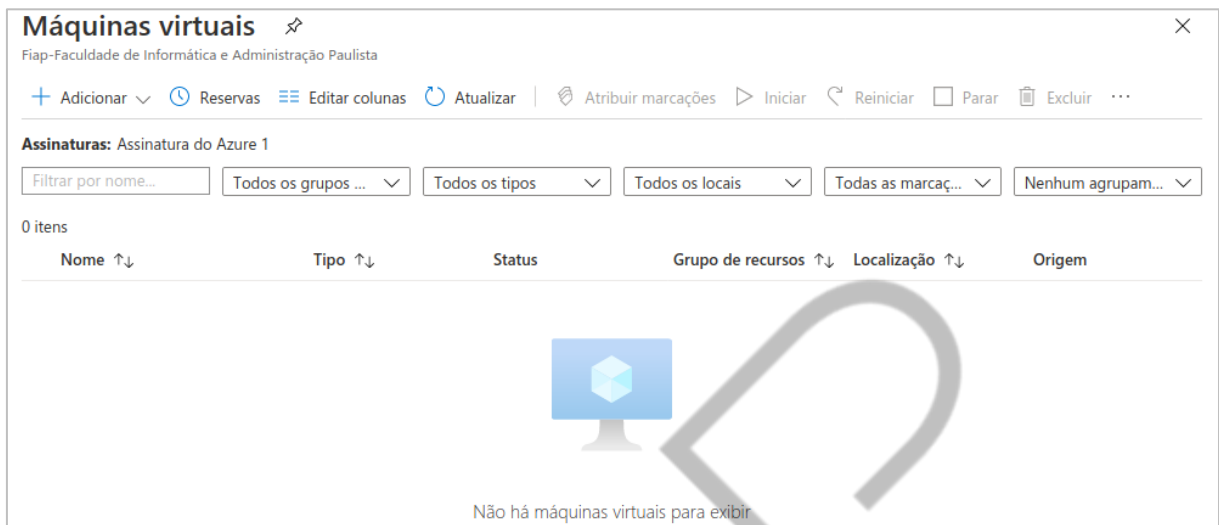 Máquinas virtuais
Fiap-Faculdade de Informática e Administração Paulista
Adicionar Reservas Editar colunas Atualizar Atribuir marcações Iniciar Reiniciar Parar Excluir ...
Assinaturas: Assinatura do Azure 1
Filtrar por nome... Todos os grupos ... Todos os tipos Todos os locais Todas as marcaç... Nenhum agrupam...
0 itens
Nome Tipo Status Grupo de recursos Localização Origem
Não há máquinas virtuais para exibir